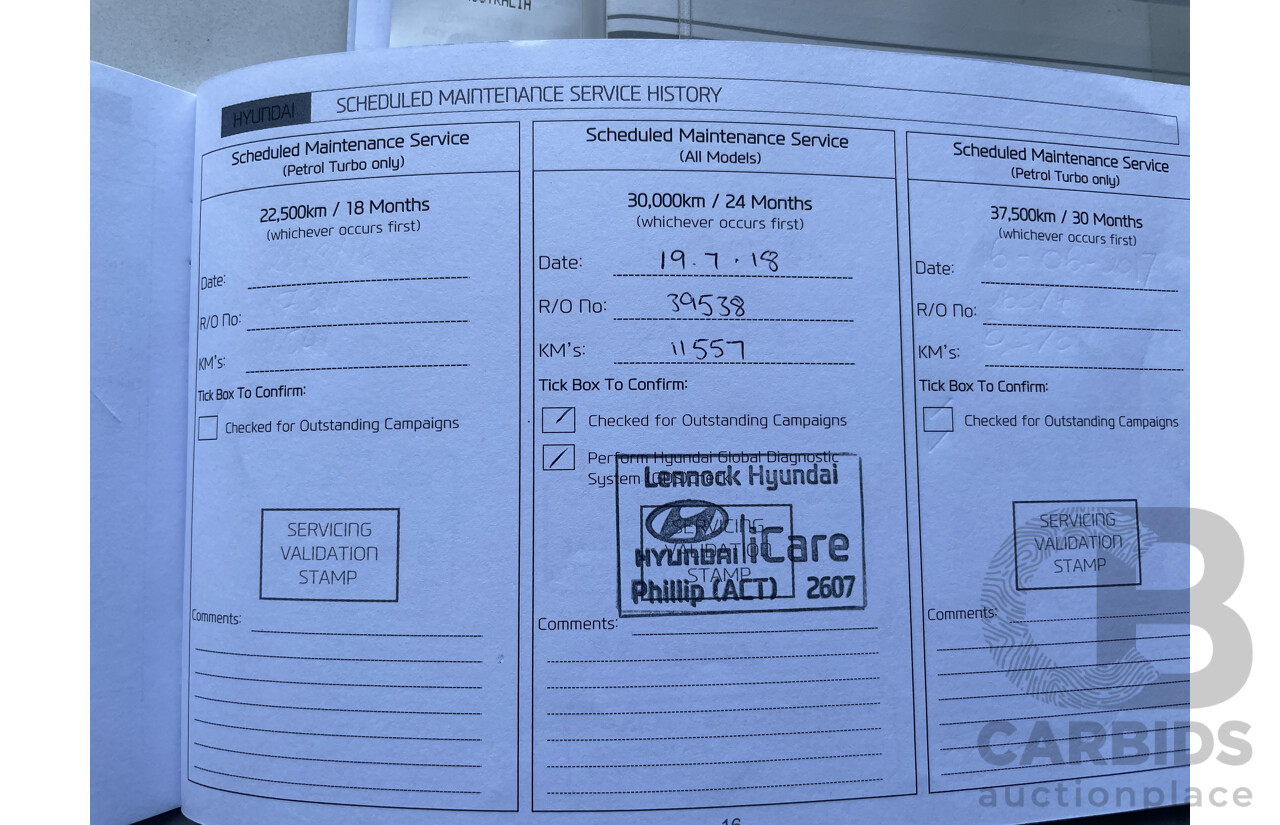 HYUNDAI
SCHEDULED MAINTENANCE SERVICE HISTORY
Scheduled Maintenance Service
(Petrol Turbo only)
22,500km / 18 Months
(whichever occurs first)
Date:
R/O No:
KM's:
Tick Box To Confirm:
Checked for Outstanding Campaigns
SERVICING
VALIDATION
STAMP
Comments:
Scheduled Maintenance Service
(All Models)
30,000km / 24 Months
(whichever occurs first)
Date: 19.7.18
R/O No: 39538
KM's: 11557
Tick Box To Confirm:
Checked for Outstanding Campaigns
Perform Hyundai Global Diagnostic
System
Lennock Hyundai
SERVICING
VALIDATION
STAMP
HYUNDAI iCare
Phillip (ACT) 2607
Comments:
Scheduled Maintenance Service
(Petrol Turbo only)
37,500km / 30 Months
(whichever occurs first)
Date:
R/O No:
KM's:
Tick Box To Confirm:
Checked for Outstanding Campaigns
SERVICING
VALIDATION
STAMP
Comments:
CARBIDS
auctionplace